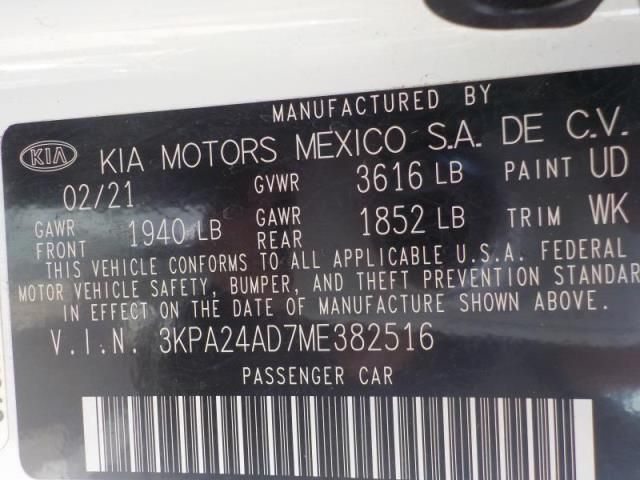 MANUFACTURED BY
KIA KIA MOTORS MEXICO S.A. DE C.V.
02/21 GVWR 3616 LB PAINT UD
GAWR FRONT 1940 LB GAWR REAR 1852 LB TRIM WK
THIS VEHICLE CONFORMS TO ALL APPLICABLE U.S.A. FEDERAL
MOTOR VEHICLE SAFETY, BUMPER, AND THEFT PREVENTION STANDAR
IN EFFECT ON THE DATE OF MANUFACTURE SHOWN ABOVE.
V.I.N. 3KPA24AD7ME382516
PASSENGER CAR